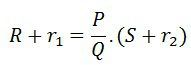 R + r₁ = P/Q .(S + r₂)